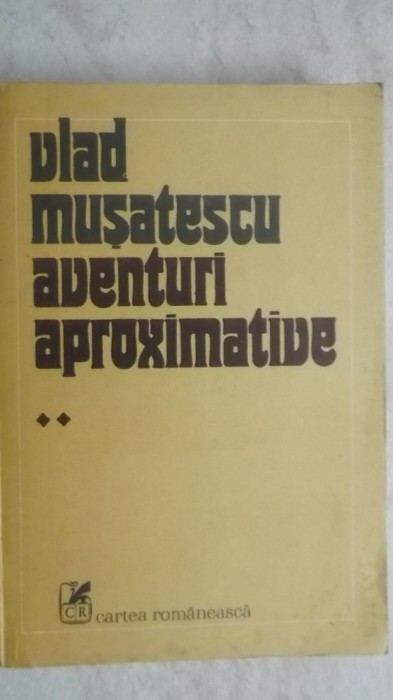 vlad
mușatescu
aventuri
aproximative
CR cartea românească